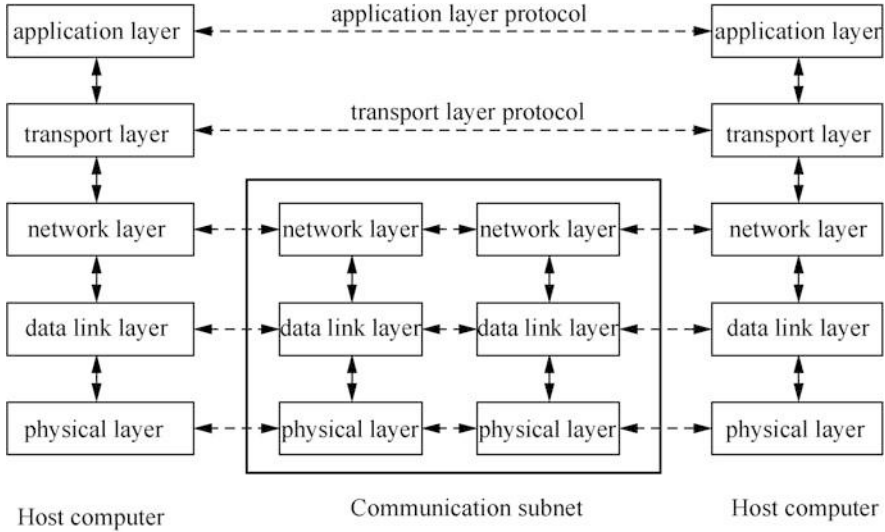 application layer
application layer protocol
application layer
transport layer
transport layer protocol
transport layer
network layer
network layer
network layer
network layer
data link layer
data link layer
data link layer
data link layer
physical layer
physical layer
physical layer
physical layer
Host computer
Communication subnet
Host computer